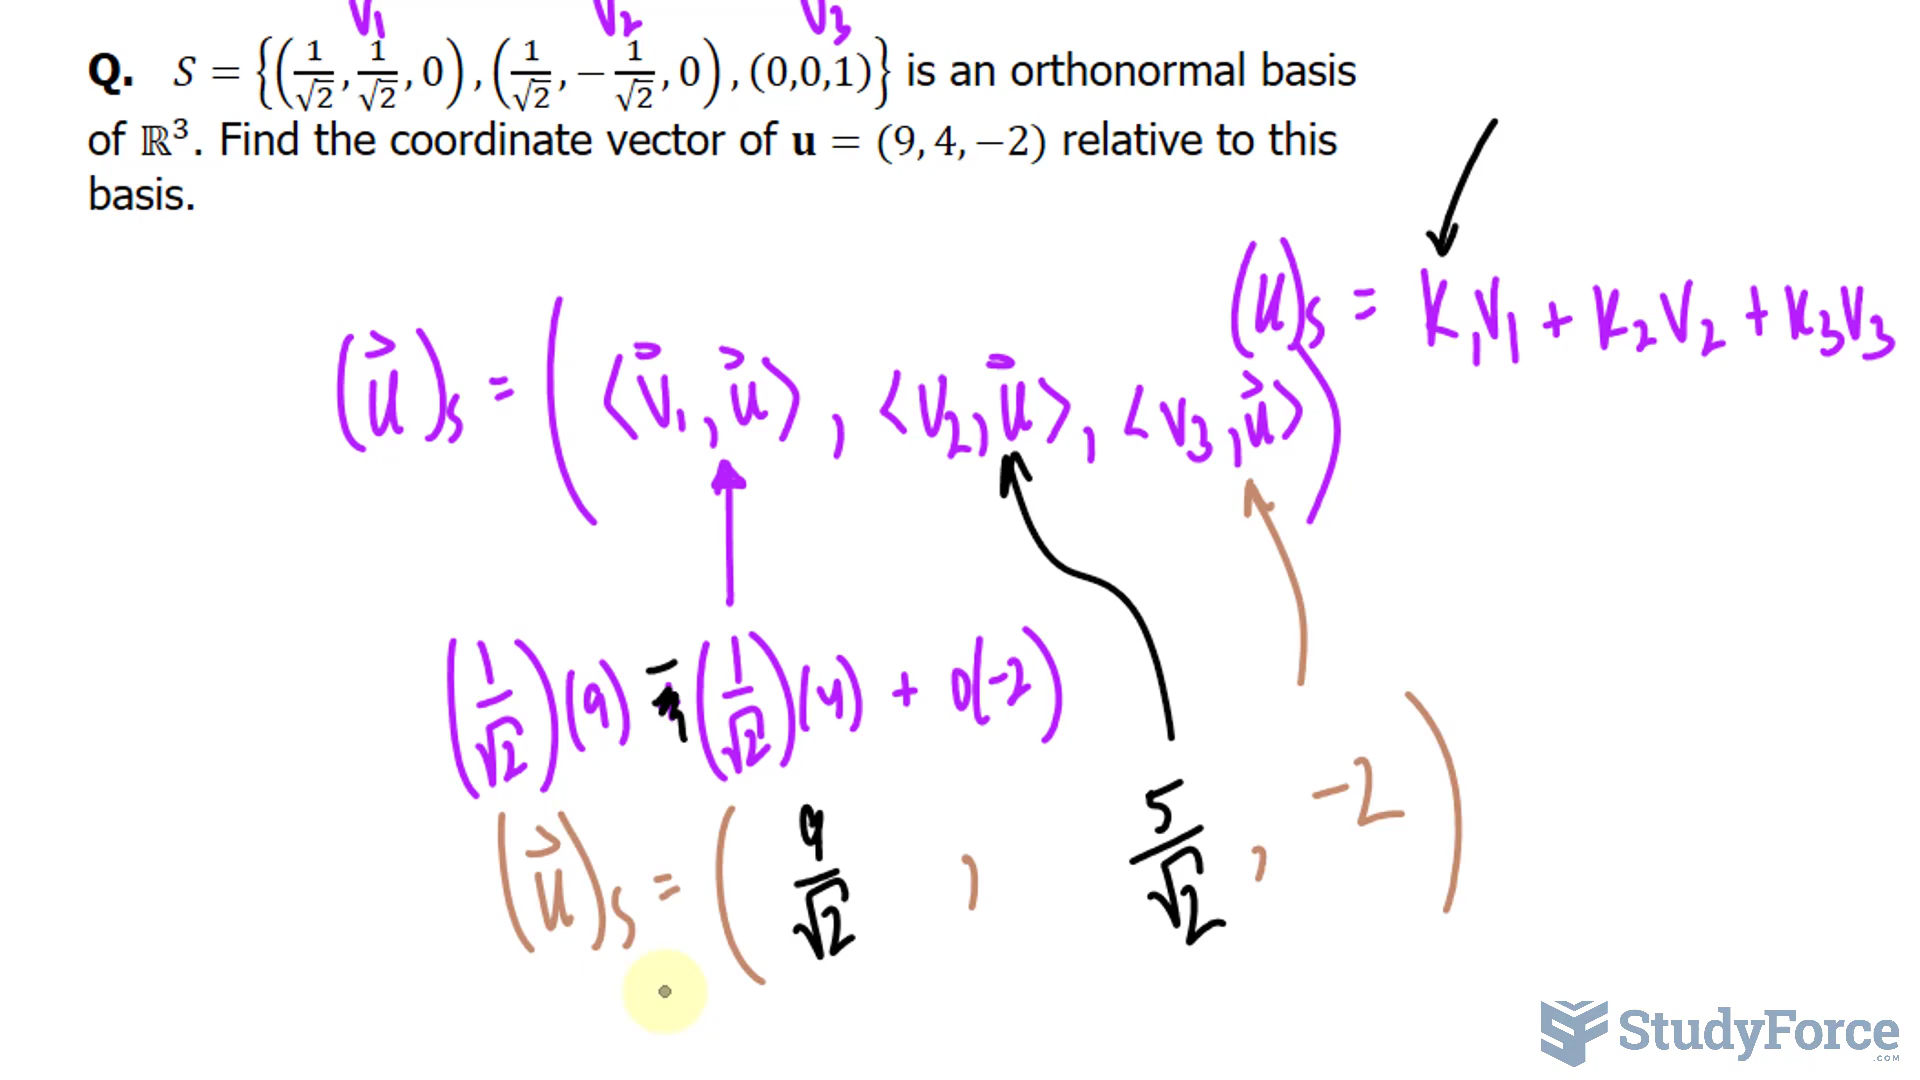 V₁ V₂ V₃
Q. S = {(1/√2, 1/√2, 0), (1/√2, −1/√2, 0), (0,0,1)} is an orthonormal basis
of ℝ³. Find the coordinate vector of u = (9, 4, −2) relative to this
basis.
(u)ₛ = k₁V₁ + k₂V₂ + k₃V₃
(u⃗)ₛ = (⟨v⃗₁, u⃗⟩, ⟨v₂, u⃗⟩, ⟨v₃, u⃗⟩)
(1/√2)(9) − (1/√2)(4) + 0(−2)
(u⃗)ₛ = (9/√2, 5/√2, −2)
StudyForce
.COM